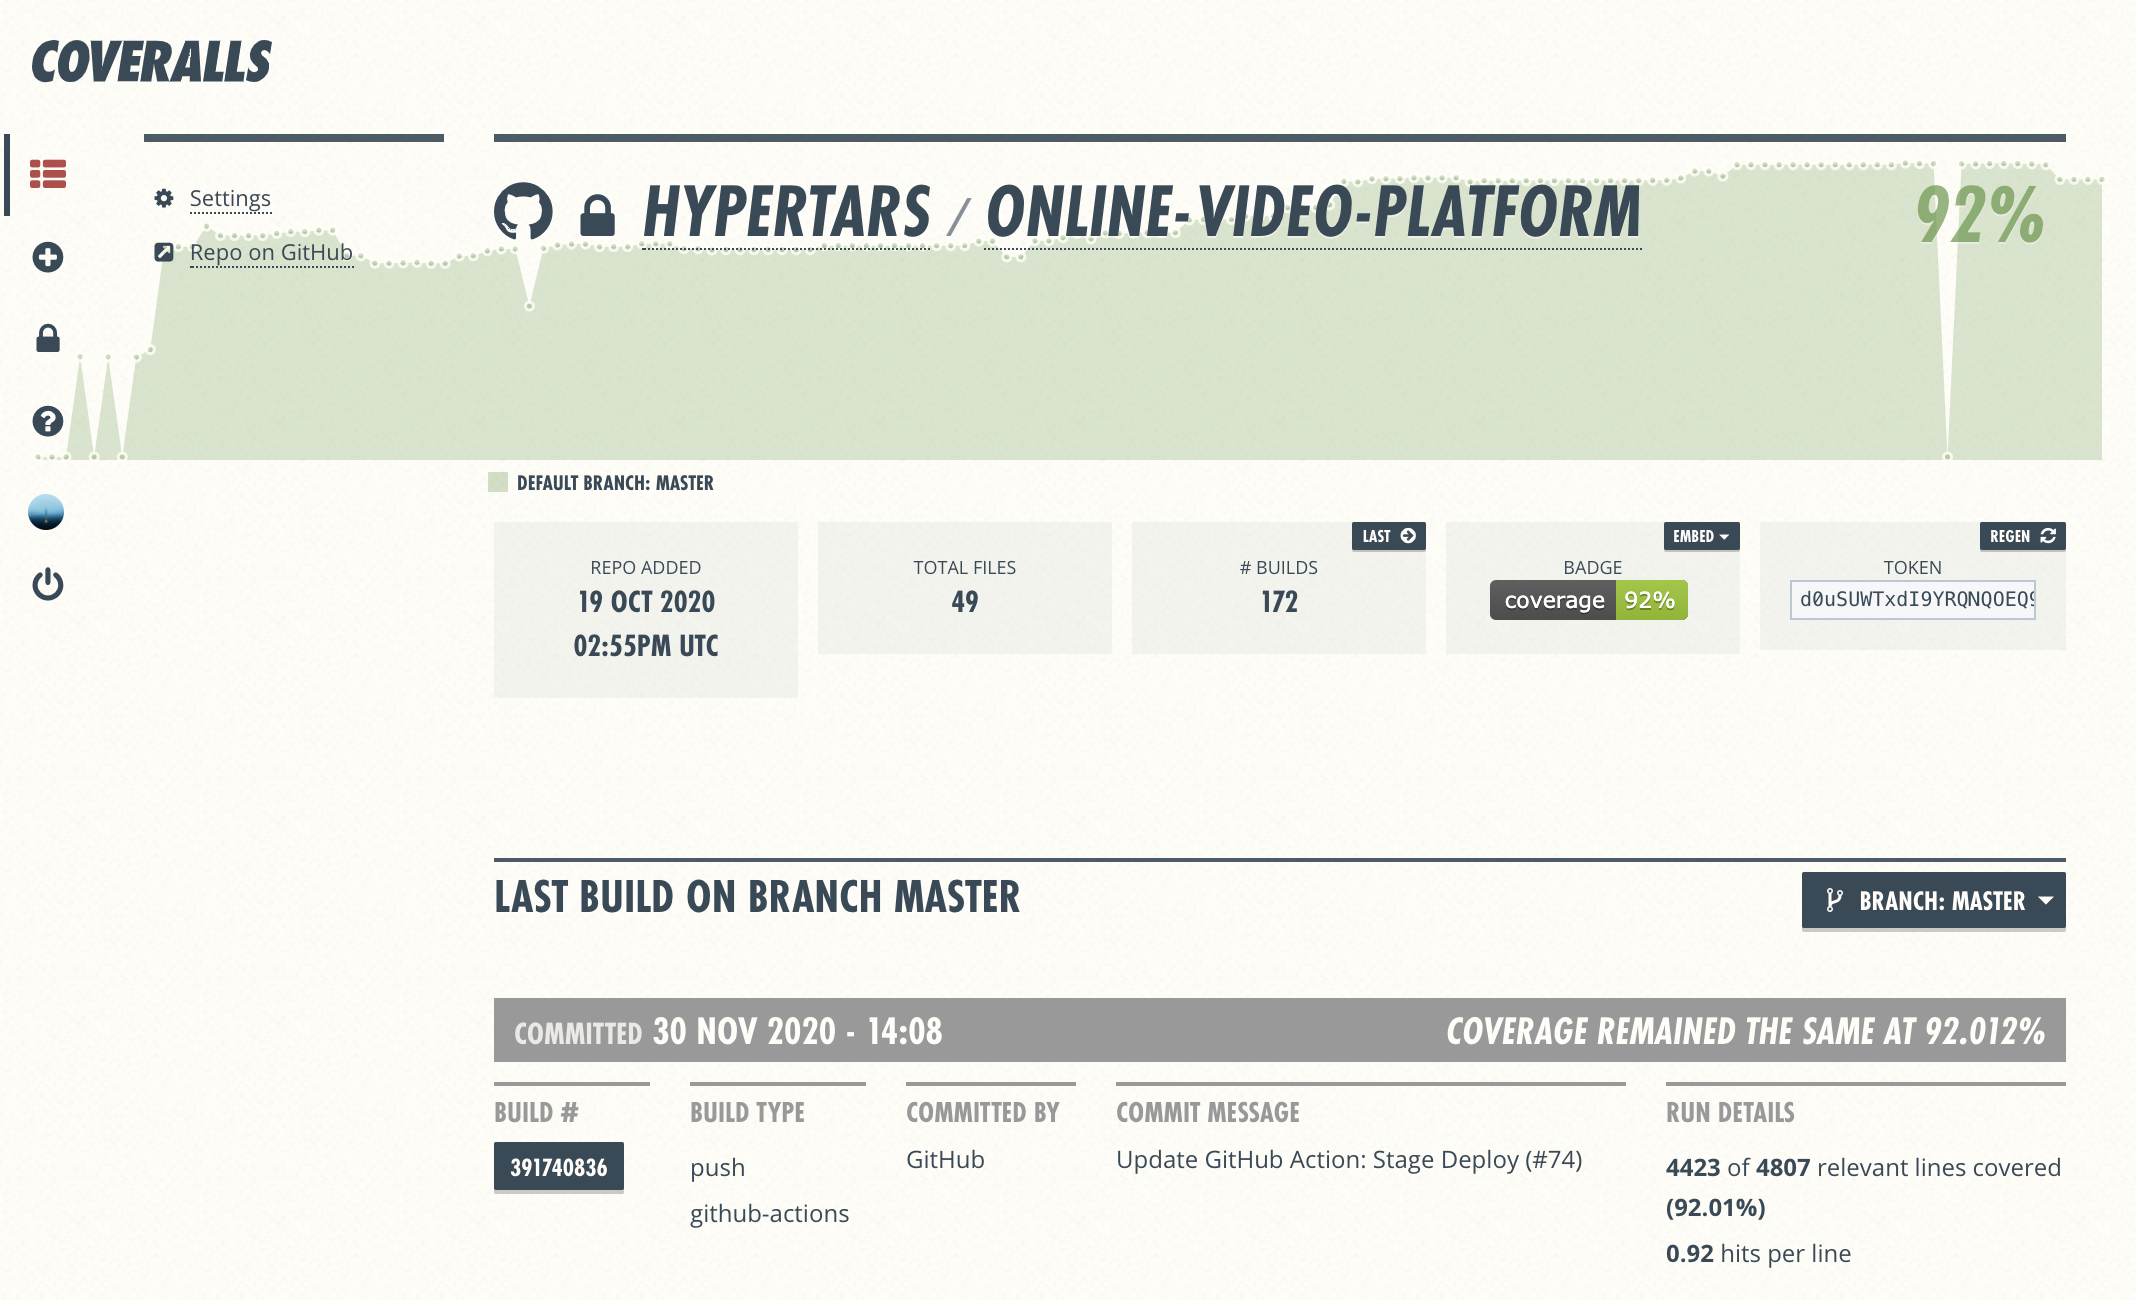 COVERALLS
Settings
Repo on GitHub
HYPERTARS / ONLINE-VIDEO-PLATFORM
92%
DEFAULT BRANCH: MASTER
REPO ADDED
19 OCT 2020
02:55PM UTC
TOTAL FILES
49
LAST
# BUILDS
172
EMBED
BADGE
coverage 92%
REGEN
TOKEN
d0uSUWTxdI9YRQNQOEQ9
LAST BUILD ON BRANCH MASTER
BRANCH: MASTER
COMMITTED 30 NOV 2020 - 14:08
COVERAGE REMAINED THE SAME AT 92.012%
BUILD #
391740836
BUILD TYPE
push
github-actions
COMMITTED BY
GitHub
COMMIT MESSAGE
Update GitHub Action: Stage Deploy (#74)
RUN DETAILS
4423 of 4807 relevant lines covered
(92.01%)
0.92 hits per line